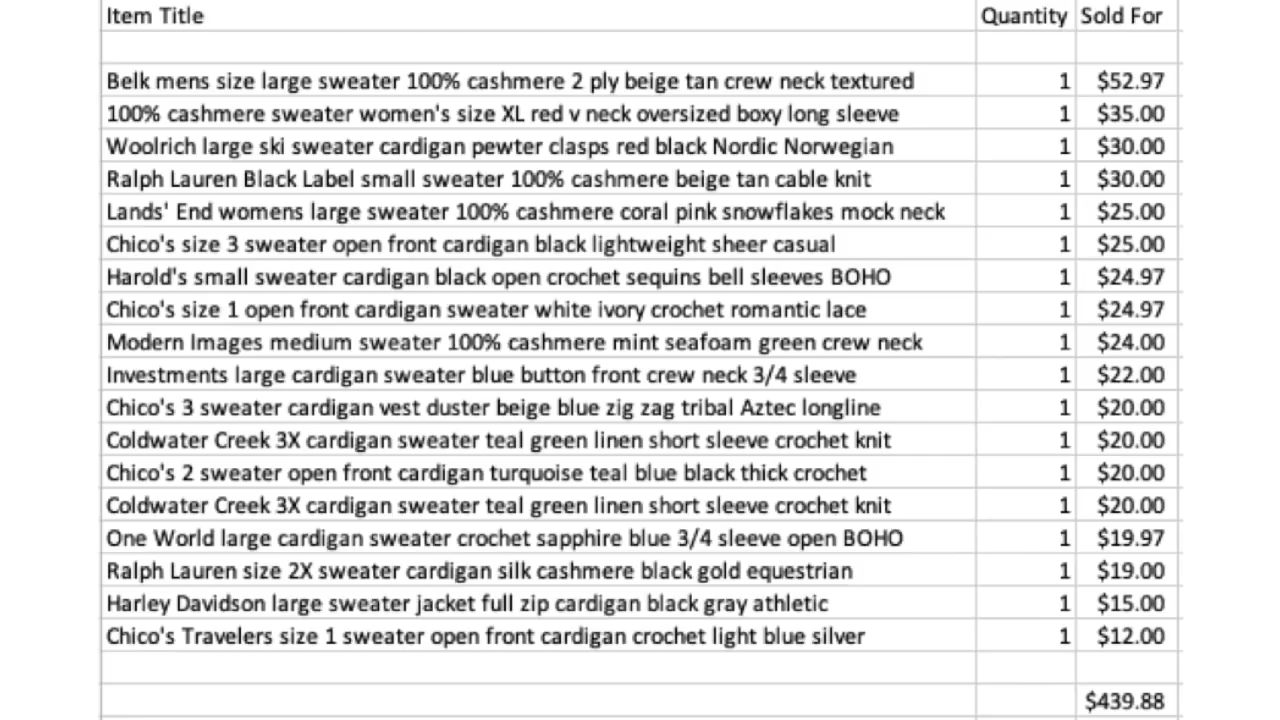 Item Title Quantity Sold For
Belk mens size large sweater 100% cashmere 2 ply beige tan crew neck textured 1 $52.97
100% cashmere sweater women's size XL red v neck oversized boxy long sleeve 1 $35.00
Woolrich large ski sweater cardigan pewter clasps red black Nordic Norwegian 1 $30.00
Ralph Lauren Black Label small sweater 100% cashmere beige tan cable knit 1 $30.00
Lands' End womens large sweater 100% cashmere coral pink snowflakes mock neck 1 $25.00
Chico's size 3 sweater open front cardigan black lightweight sheer casual 1 $25.00
Harold's small sweater cardigan black open crochet sequins bell sleeves BOHO 1 $24.97
Chico's size 1 open front cardigan sweater white ivory crochet romantic lace 1 $24.97
Modern Images medium sweater 100% cashmere mint seafoam green crew neck 1 $24.00
Investments large cardigan sweater blue button front crew neck 3/4 sleeve 1 $22.00
Chico's 3 sweater cardigan vest duster beige blue zig zag tribal Aztec longline 1 $20.00
Coldwater Creek 3X cardigan sweater teal green linen short sleeve crochet knit 1 $20.00
Chico's 2 sweater open front cardigan turquoise teal blue black thick crochet 1 $20.00
Coldwater Creek 3X cardigan sweater teal green linen short sleeve crochet knit 1 $20.00
One World large cardigan sweater crochet sapphire blue 3/4 sleeve open BOHO 1 $19.97
Ralph Lauren size 2X sweater cardigan silk cashmere black gold equestrian 1 $19.00
Harley Davidson large sweater jacket full zip cardigan black gray athletic 1 $15.00
Chico's Travelers size 1 sweater open front cardigan crochet light blue silver 1 $12.00
$439.88